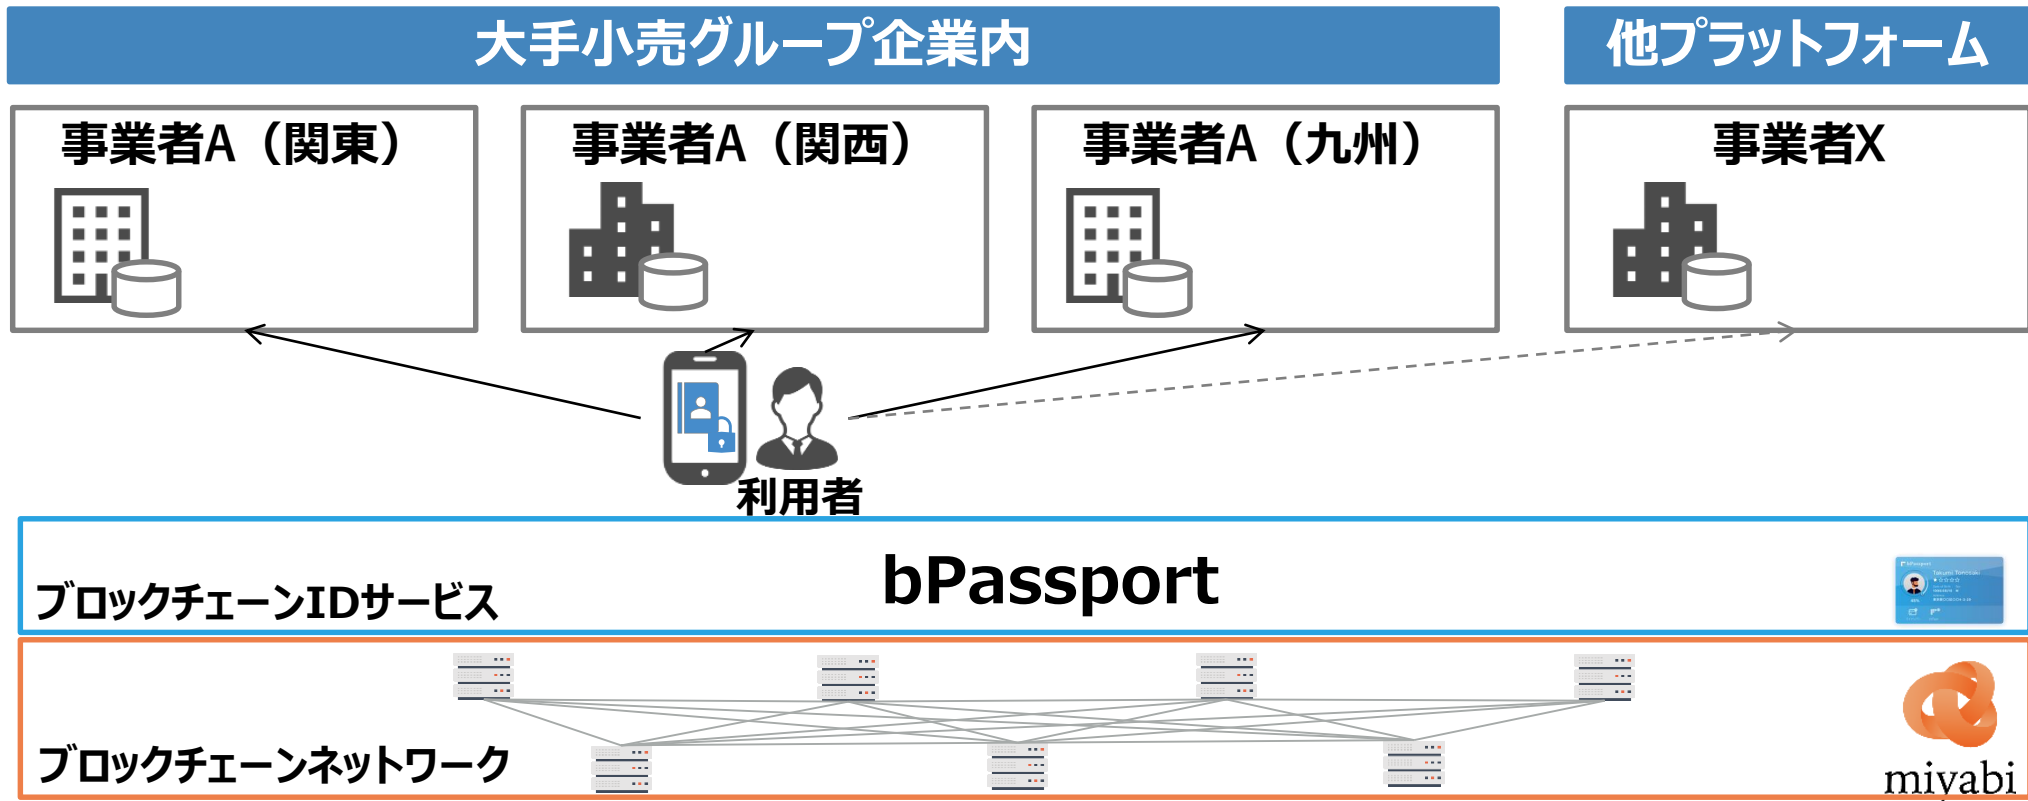 大手小売グループ企業内
他プラットフォーム
事業者A（関東）
事業者A（関西）
事業者A（九州）
事業者X
利用者
bPassport
ブロックチェーンIDサービス
bPassport
ブロックチェーンネットワーク
miyabi